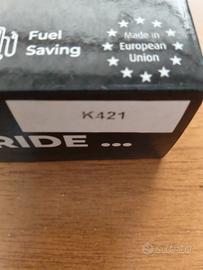 Fuel
Saving
Made in
European
Union
K421
RIDE ...